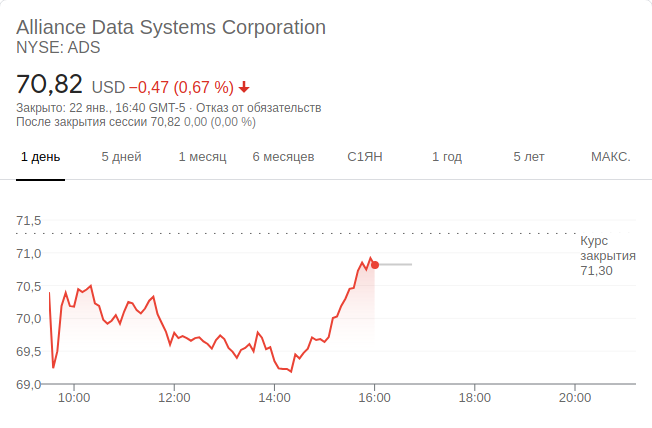 Alliance Data Systems Corporation
NYSE: ADS
70,82 USD −0,47 (0,67 %)
Закрыто: 22 янв., 16:40 GMT-5 · Отказ от обязательств
После закрытия сессии 70,82 0,00 (0,00 %)
1 день 5 дней 1 месяц 6 месяцев С1ЯН 1 год 5 лет МАКС.
71,5
71,0
70,5
70,0
69,5
69,0
Курс
закрытия
71,30
10:00 12:00 14:00 16:00 18:00 20:00